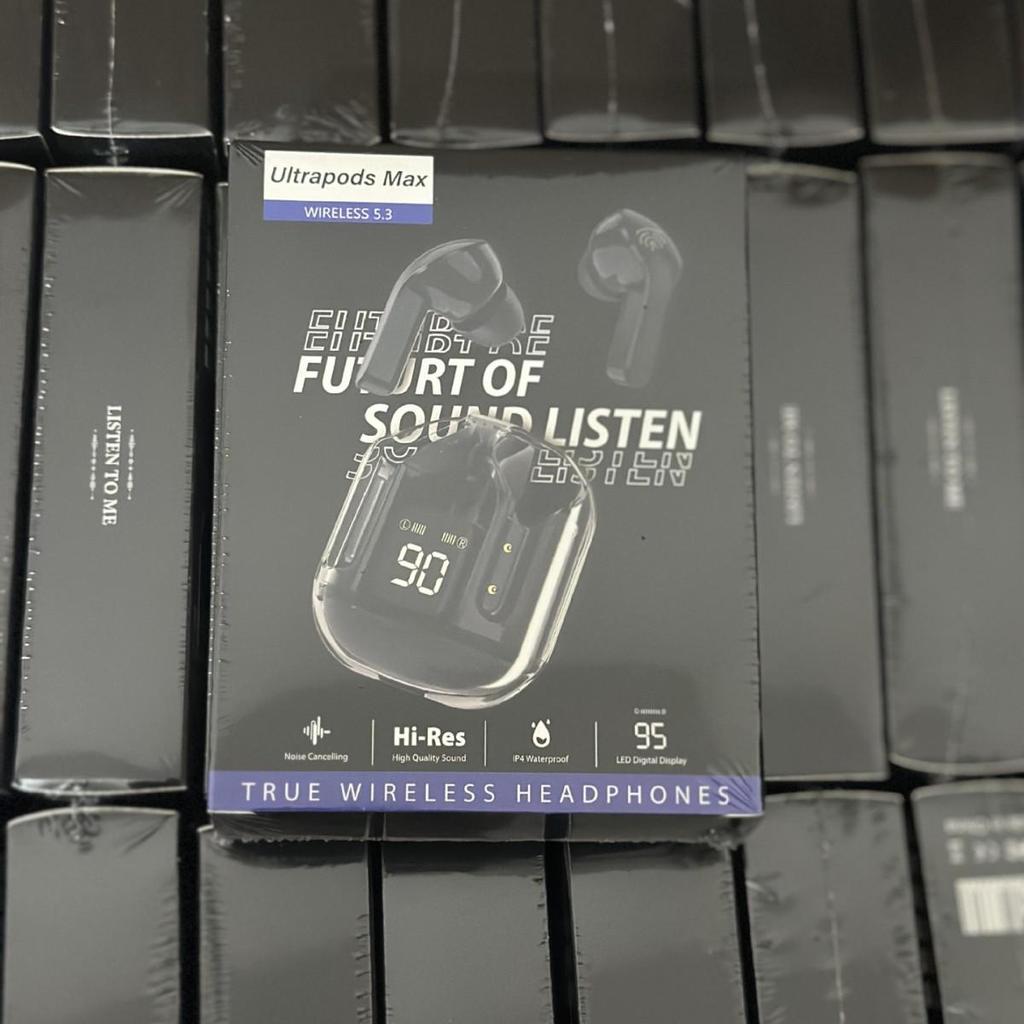 Ultrapods Max
WIRELESS 5.3
FUTURT OF
SOUND LISTEN
L R
90
Noise Cancelling
Hi-Res
High Quality Sound
IP4 Waterproof
95
LED Digital Display
TRUE WIRELESS HEADPHONES
LISTEN TO ME